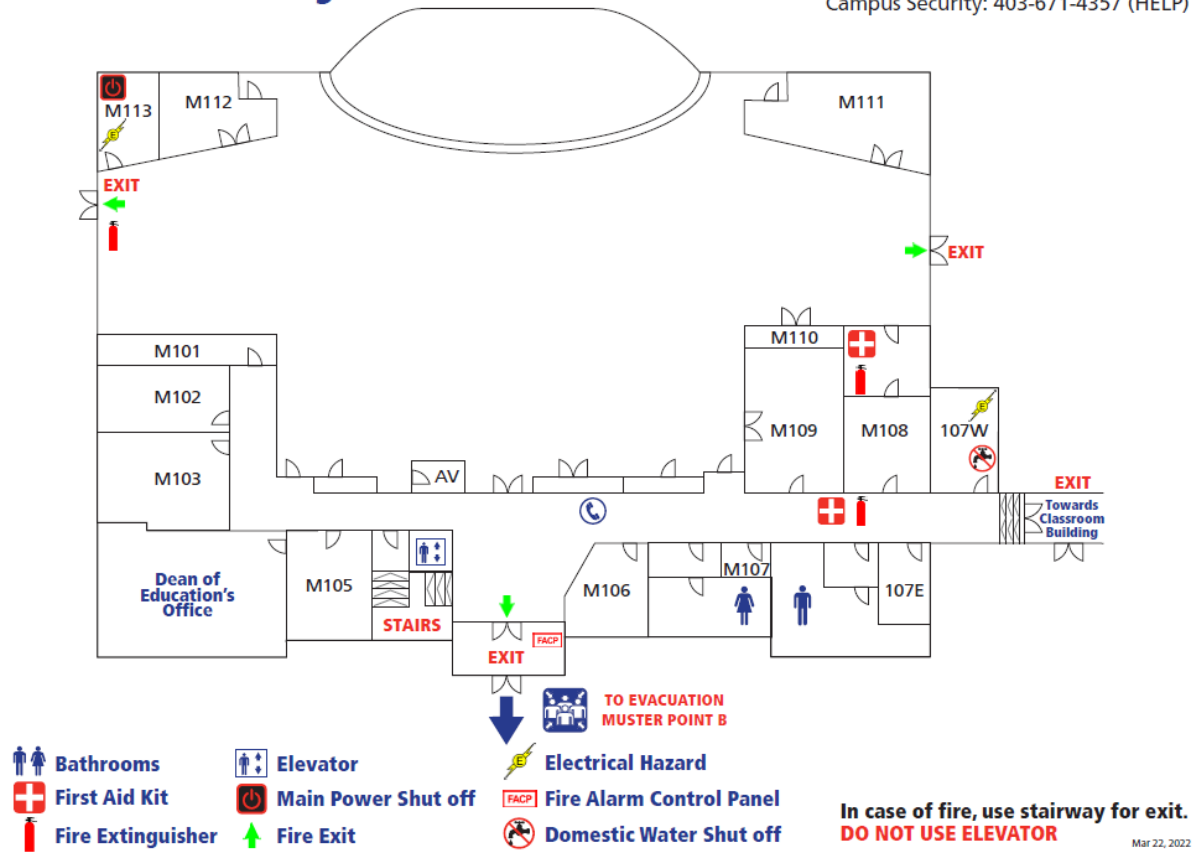 Campus Security: 403-671-4357 (HELP)
M113
M112
M111
E
EXIT
EXIT
M101
M110
M102
M109
M108
107W
E
M103
AV
EXIT
Towards
Classroom
Building
Dean of
Education's
Office
M105
M106
M107
107E
STAIRS
FACP
EXIT
TO EVACUATION
MUSTER POINT B
Bathrooms
Elevator
E
Electrical Hazard
First Aid Kit
Main Power Shut off
FACP
Fire Alarm Control Panel
Fire Extinguisher
Fire Exit
Domestic Water Shut off
In case of fire, use stairway for exit.
DO NOT USE ELEVATOR
Mar 22, 2022